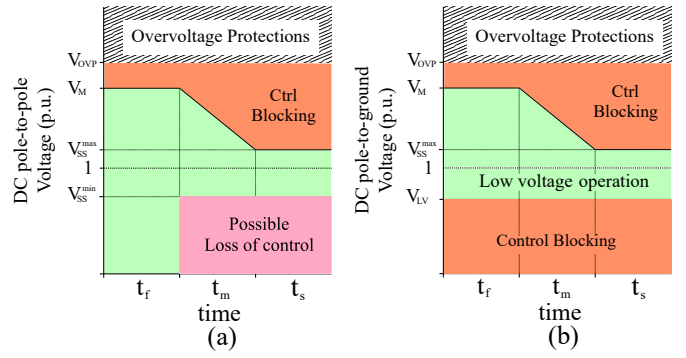 Overvoltage Protections
V_OVP
V_M
Ctrl
Blocking
V_SS^max
1
V_SS^min
Possible
Loss of control
DC pole-to-pole
Voltage (p.u.)
t_f
t_m
t_s
time
(a)
Overvoltage Protections
V_OVP
V_M
Ctrl
Blocking
V_SS^max
1
Low voltage operation
V_LV
Control Blocking
DC pole-to-ground
Voltage (p.u.)
t_f
t_m
t_s
time
(b)